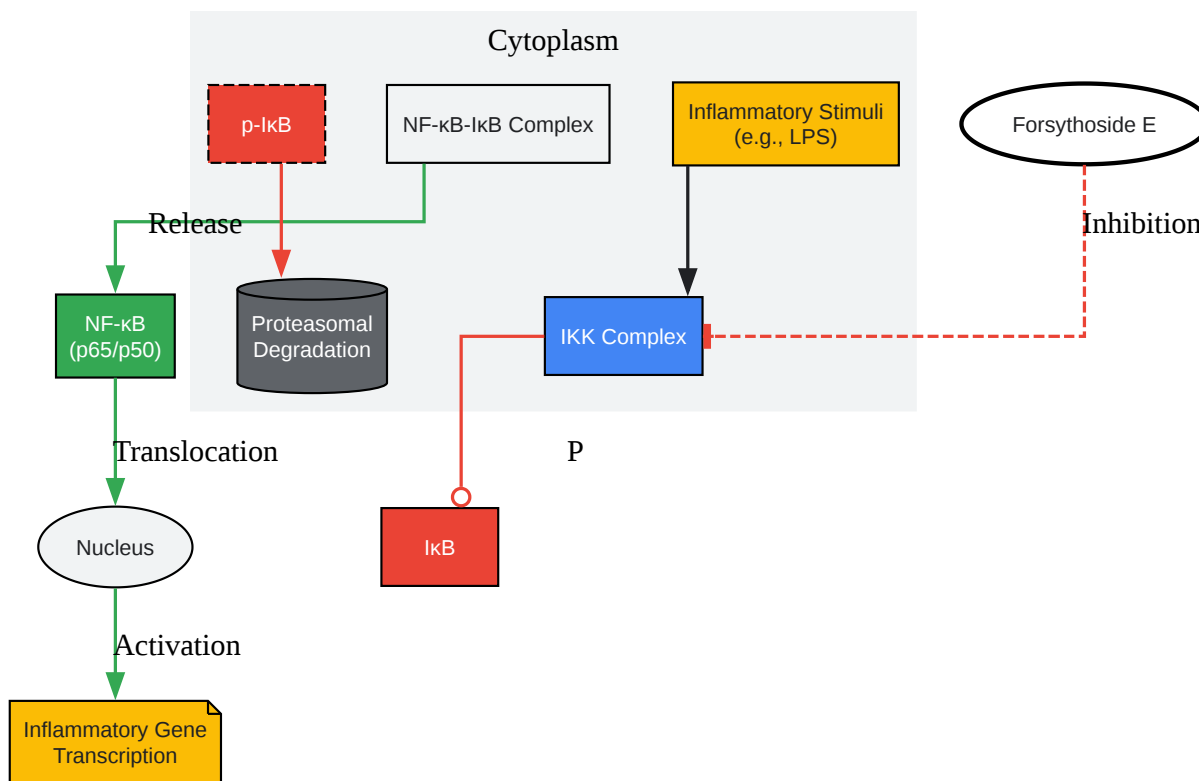 Cytoplasm
p-IκB
NF-κB-IκB Complex
Inflammatory Stimuli
(e.g., LPS)
Forsythoside E
Release
Inhibition
NF-κB
(p65/p50)
Proteasomal
Degradation
IKK Complex
Translocation
P
Nucleus
IκB
Activation
Inflammatory Gene
Transcription